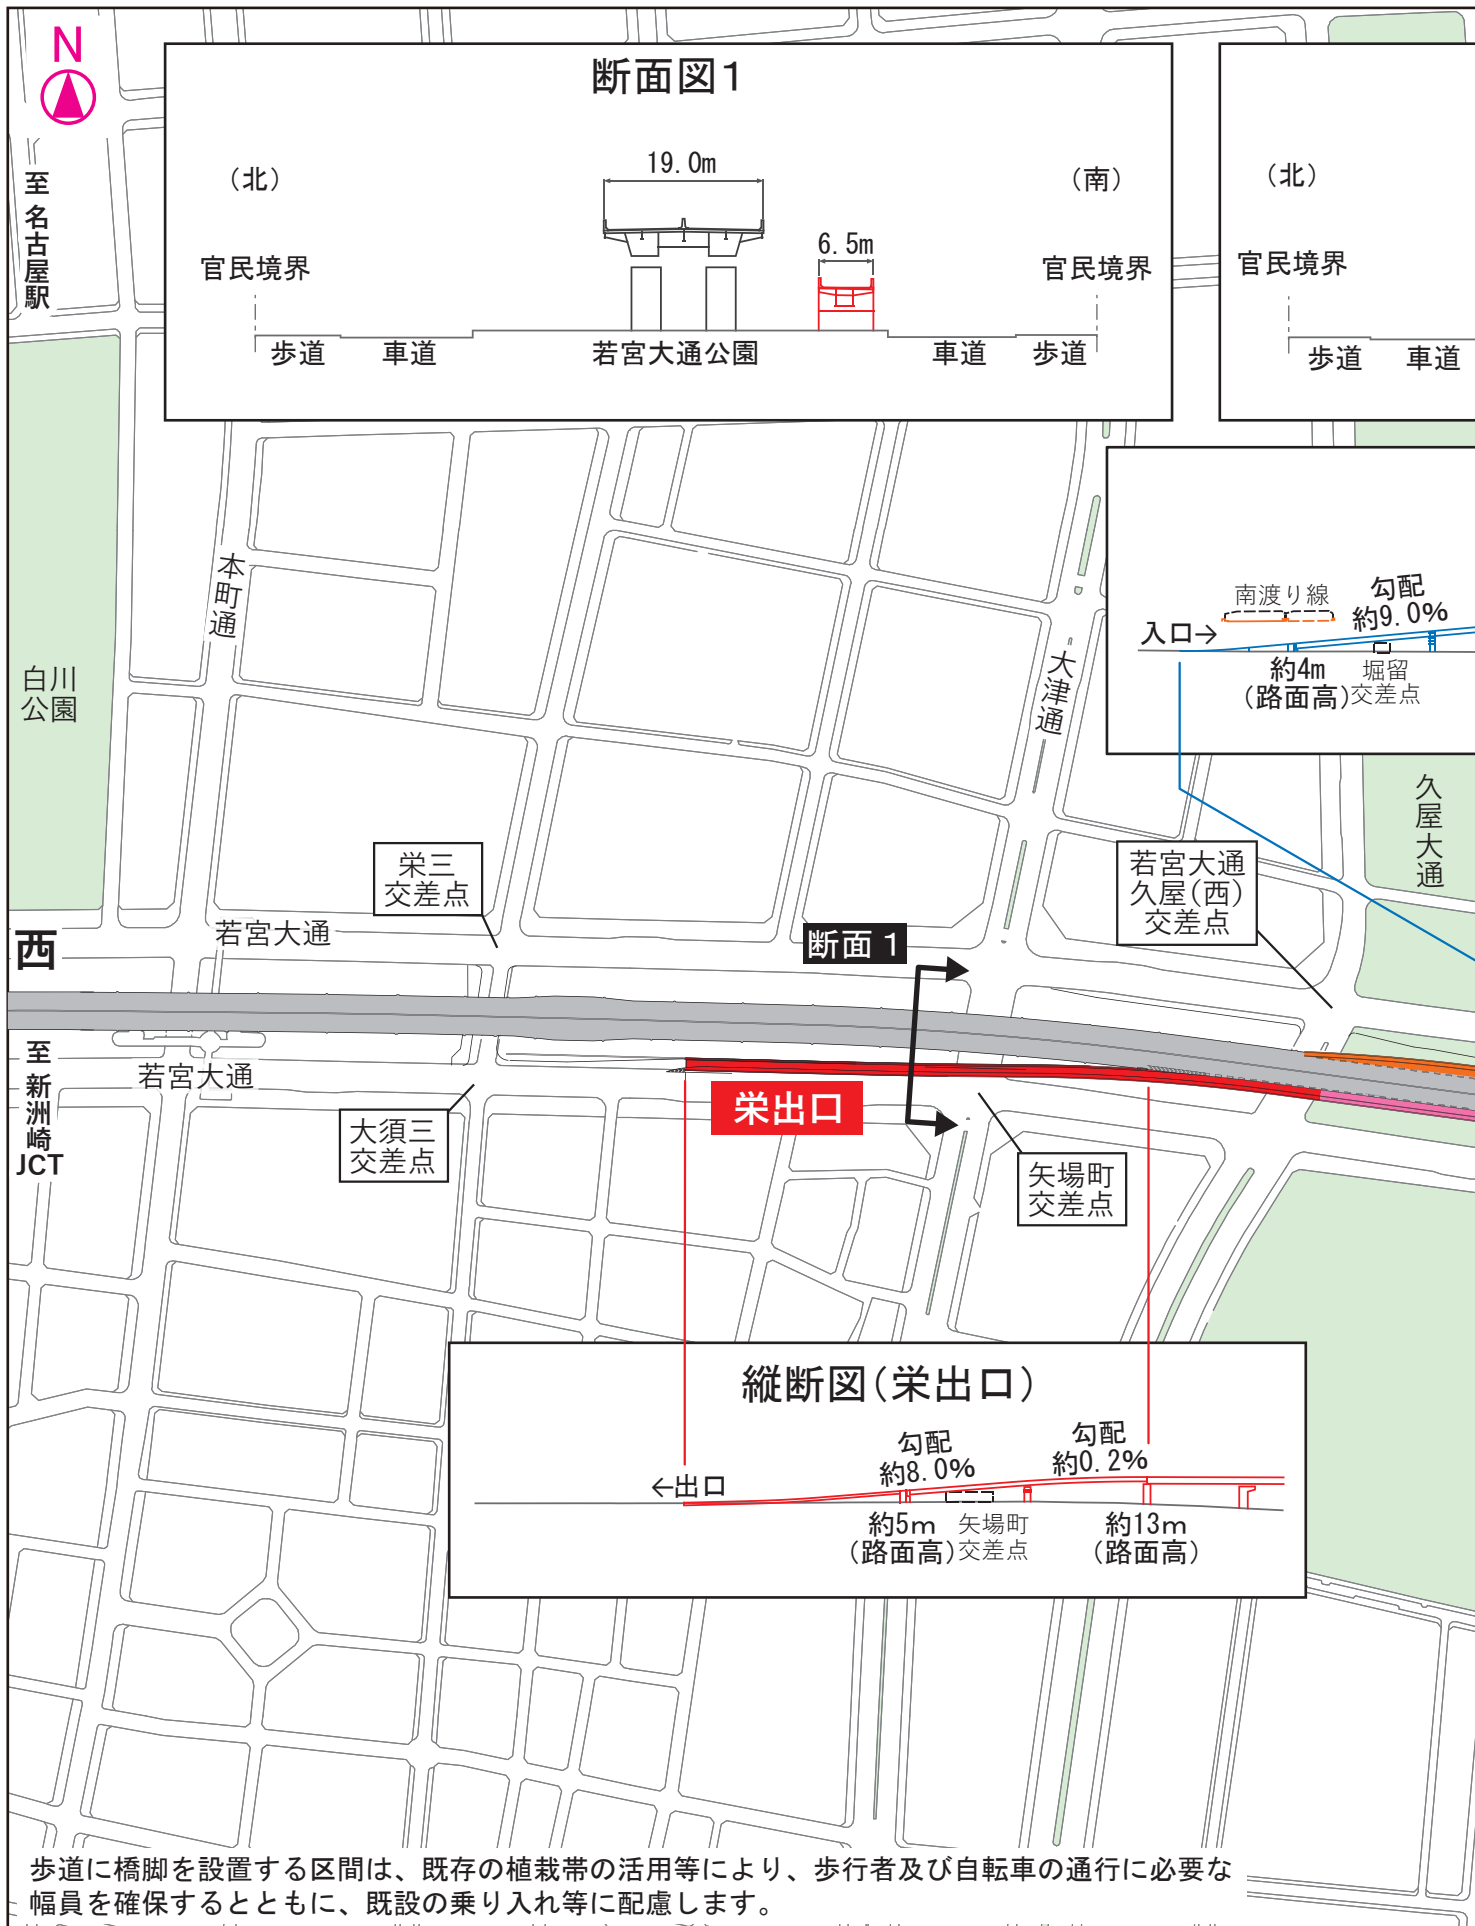 N
至 名古屋駅
断面図1
19.0m
（北）
（南）
6.5m
官民境界
官民境界
歩道
車道
若宮大通公園
車道
歩道
（北）
官民境界
歩道
車道
南渡り線
勾配
約9.0%
入口→
約4m
（路面高）
堀留
交差点
本町通
大津通
白川
公園
久屋大通
栄三
交差点
若宮大通
久屋(西)
交差点
若宮大通
西
断面 1
至 新洲崎JCT
若宮大通
栄出口
大須三
交差点
矢場町
交差点
縦断図(栄出口)
勾配
約8.0%
勾配
約0.2%
←出口
約5m
（路面高）
矢場町
交差点
約13m
（路面高）
歩道に橋脚を設置する区間は、既存の植栽帯の活用等により、歩行者及び自転車の通行に必要な
幅員を確保するとともに、既設の乗り入れ等に配慮します。